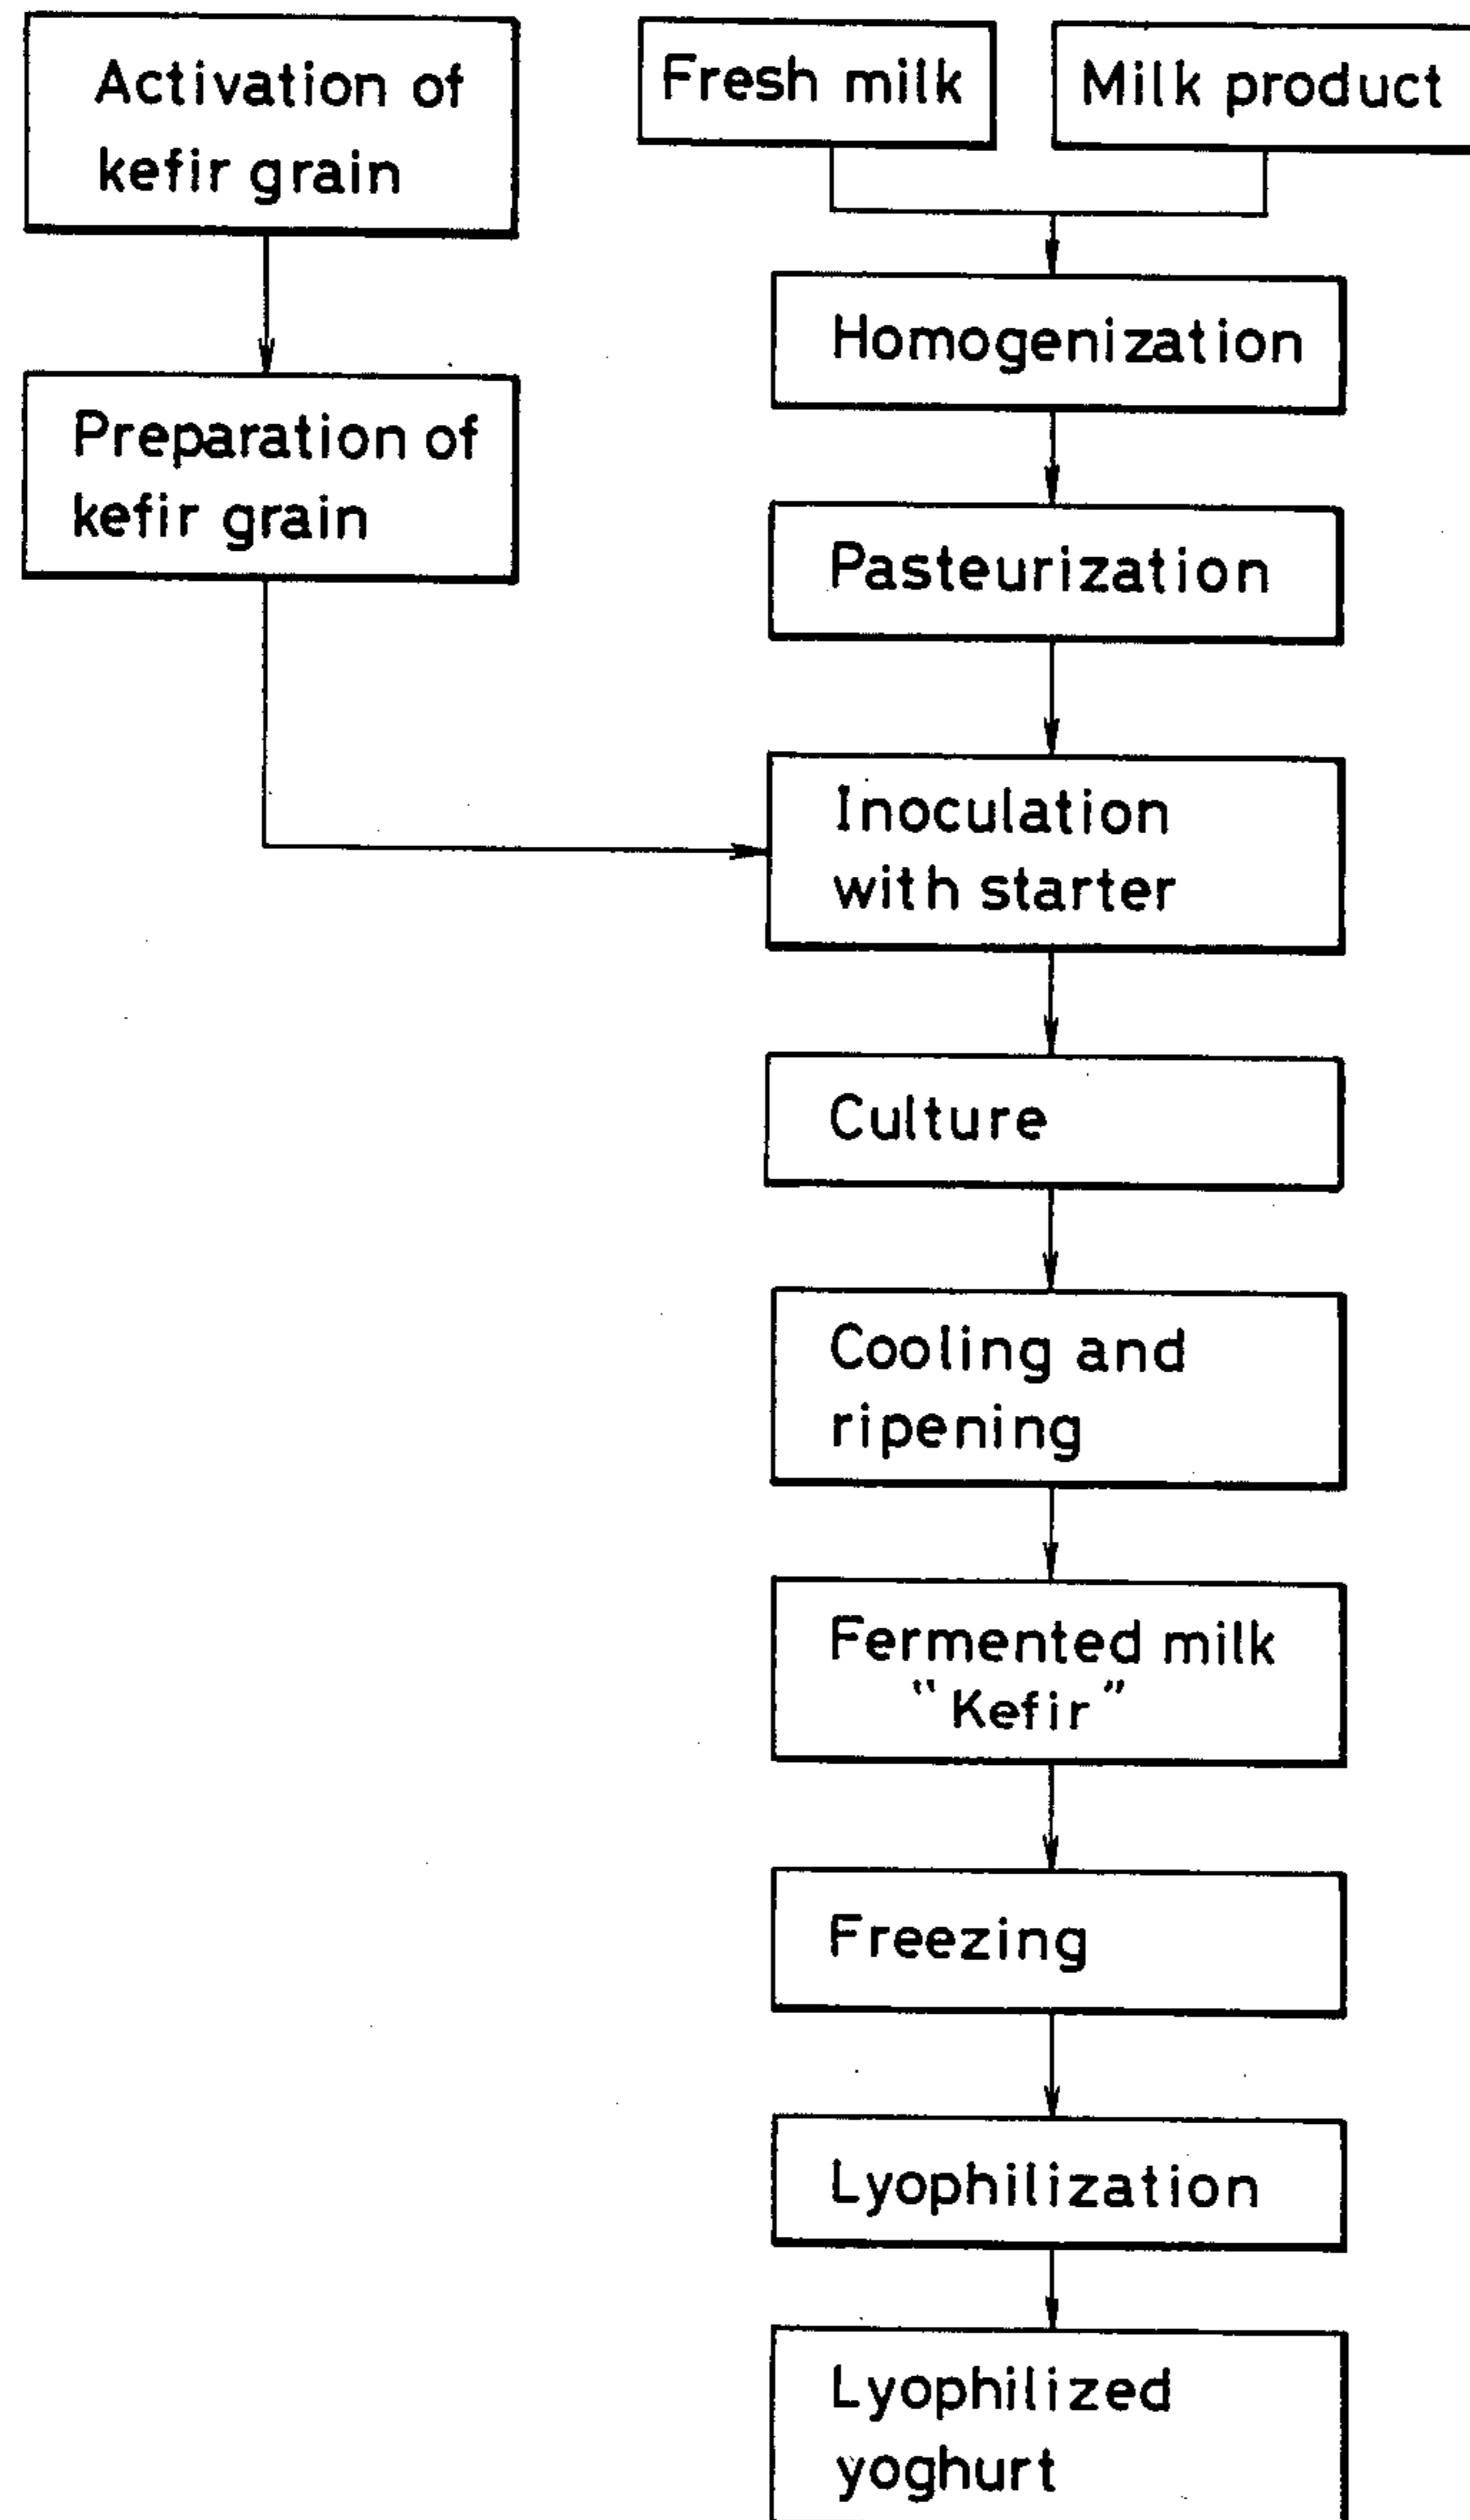 Activation of
kefir grain
Fresh milk
Milk product
Homogenization
Preparation of
kefir grain
Pasteurization
Inoculation
with starter
Culture
Cooling and
ripening
Fermented milk
"Kefir"
Freezing
Lyophilization
Lyophilized
yoghurt